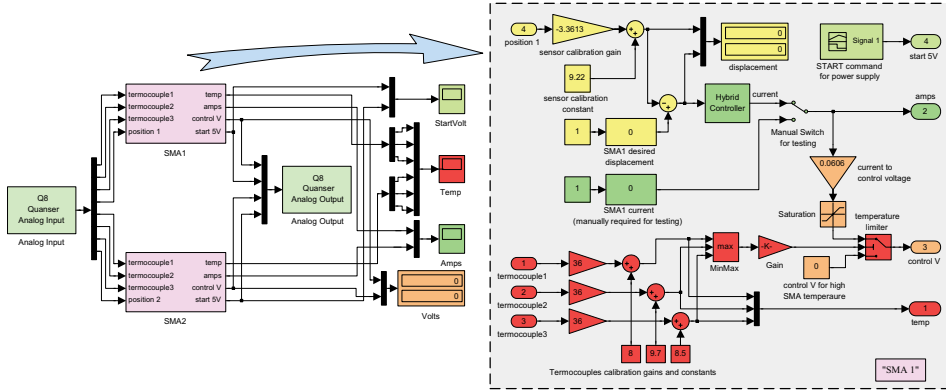 termocouple1
termocouple2
termocouple3
position 1
temp
amps
control V
start 5V
SMA1
StartVolt
Q8
Quanser
Analog Input
Analog Input
Q8
Quanser
Analog Output
Analog Output
Temp
termocouple1
termocouple2
termocouple3
position 2
temp
amps
control V
start 5V
SMA2
Amps
0
0
Volts
4
position 1
-3.3613
sensor calibration gain
0
0
displacement
Signal 1
START command
for power supply
4
start 5V
9.22
sensor calibration
constant
1
0
SMA1 desired
displacement
Hybrid
Controller
current
Manual Switch
for testing
amps
2
1
0
SMA1 current
(manually required for testing)
0.0606
current to
control voltage
Saturation
temperature
limiter
3
control V
max
MinMax
-K-
Gain
0
control V for high
SMA temperaure
1
termocouple1
36
2
termocouple2
36
3
termocouple3
36
8
9.7
8.5
Termocouples calibration gains and constants
1
temp
"SMA 1"